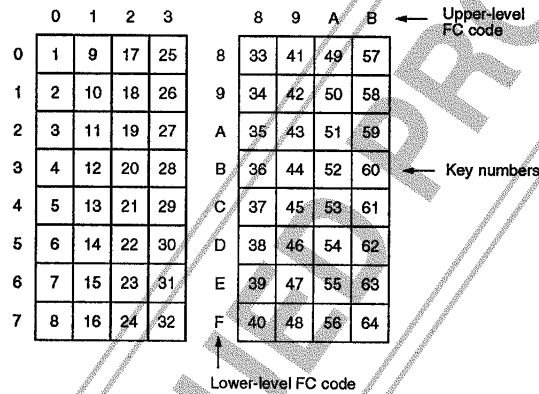 0 1 2 3 8 9 A B Upper-level
FC code
0 1 9 17 25 8 33 41 49 57
1 2 10 18 26 9 34 42 50 58
2 3 11 19 27 A 35 43 51 59
3 4 12 20 28 B 36 44 52 60 Key numbers
4 5 13 21 29 C 37 45 53 61
5 6 14 22 30 D 38 46 54 62
6 7 15 23 31 E 39 47 55 63
7 8 16 24 32 F 40 48 56 64
Lower-level FC code